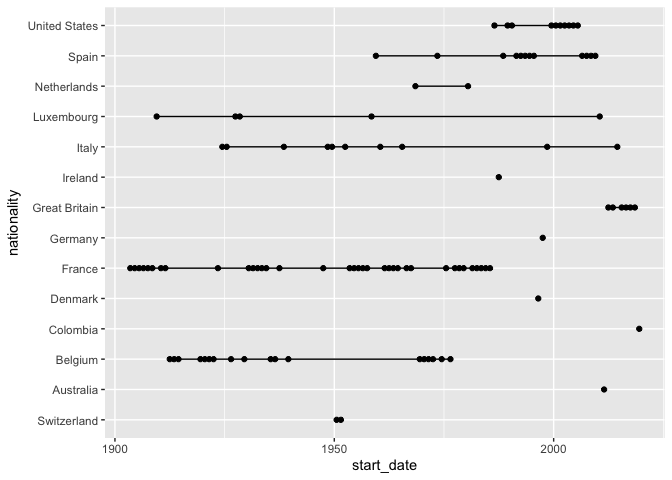 United States
Spain
Netherlands
Luxembourg
Italy
Ireland
Great Britain
Germany
France
Denmark
Colombia
Belgium
Australia
Switzerland
nationality
1900 1950 2000
start_date